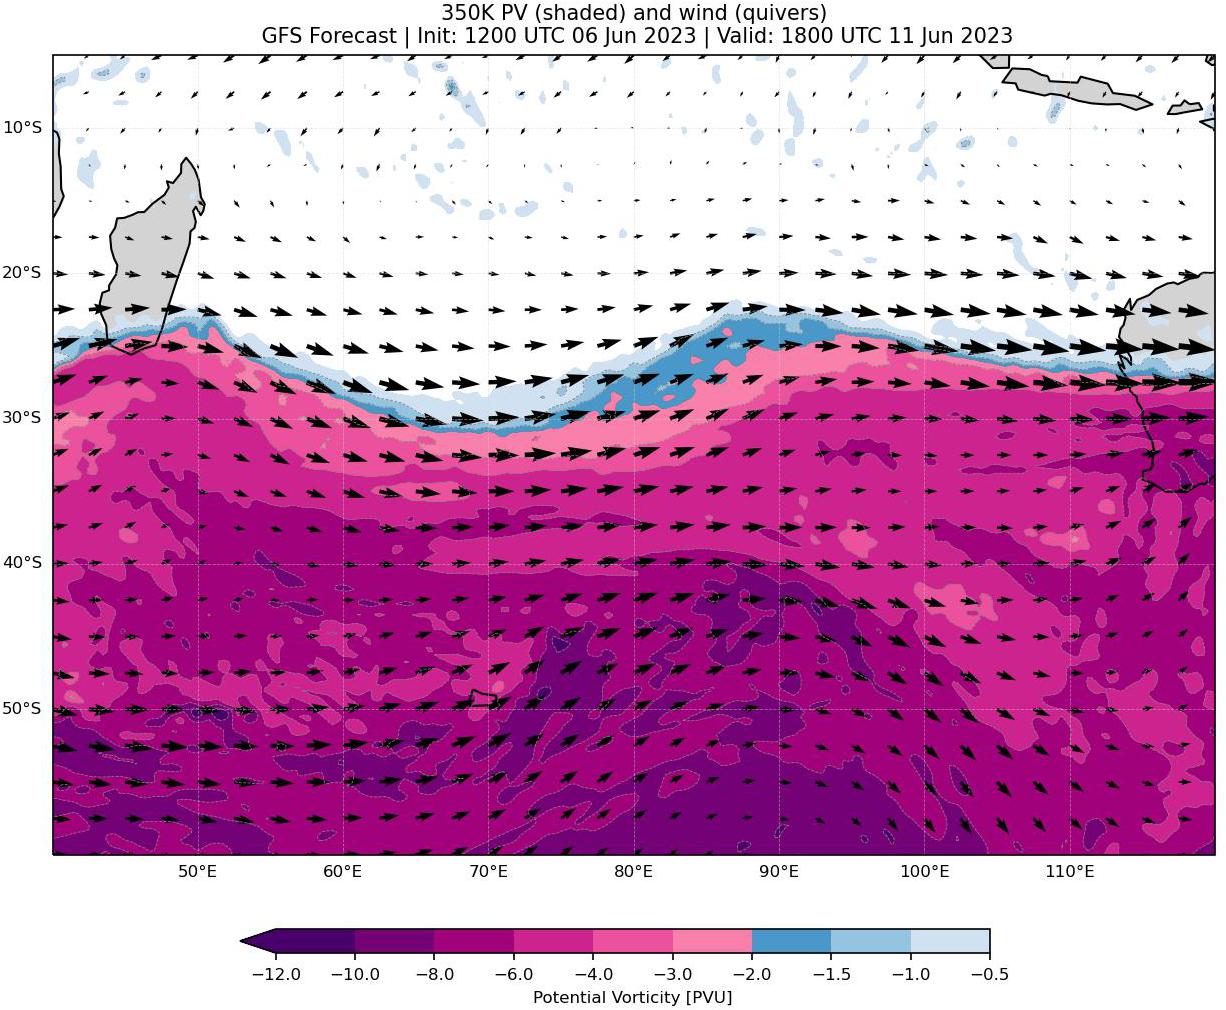 350K PV (shaded) and wind (quivers)
GFS Forecast | Init: 1200 UTC 06 Jun 2023 | Valid: 1800 UTC 11 Jun 2023
10°S
20°S
30°S
40°S
50°S
50°E 60°E 70°E 80°E 90°E 100°E 110°E
−12.0 −10.0 −8.0 −6.0 −4.0 −3.0 −2.0 −1.5 −1.0 −0.5
Potential Vorticity [PVU]